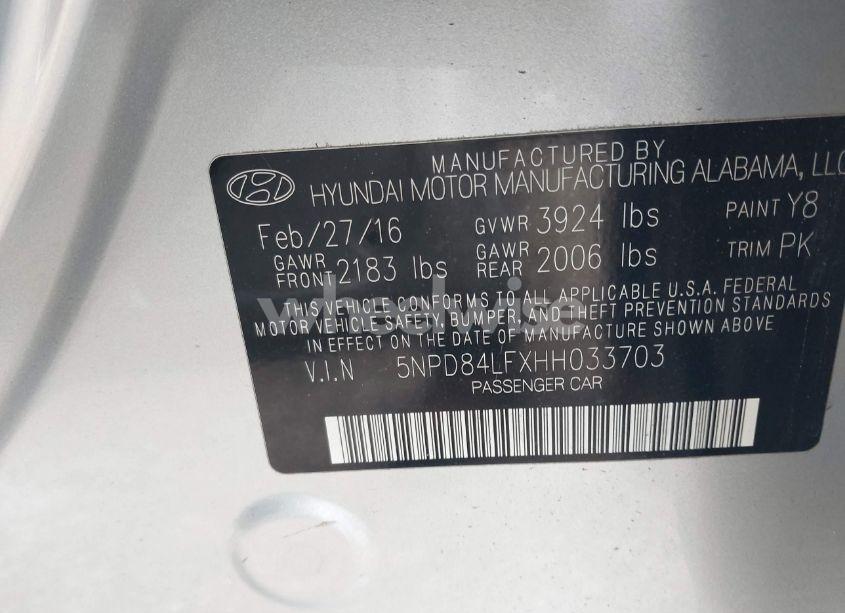 MANUFACTURED BY
HYUNDAI MOTOR MANUFACTURING ALABAMA, LLC
Feb/27/16 GVWR 3924 lbs PAINT Y8
GAWR FRONT 2183 lbs GAWR REAR 2006 lbs TRIM PK
THIS VEHICLE CONFORMS TO ALL APPLICABLE U.S.A. FEDERAL
MOTOR VEHICLE SAFETY, BUMPER, AND THEFT PREVENTION STANDARDS
IN EFFECT ON THE DATE OF MANUFACTURE SHOWN ABOVE
V.I.N 5NPD84LFXHH033703
PASSENGER CAR
wheelwise